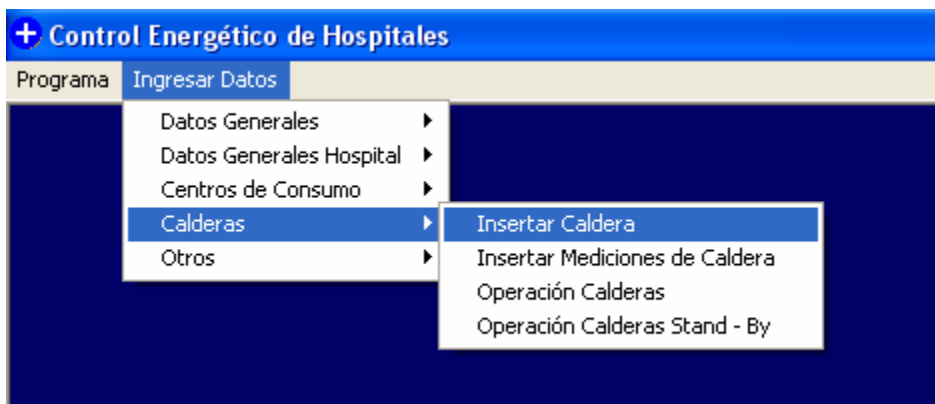 Control Energético de Hospitales
Programa Ingresar Datos
Datos Generales
Datos Generales Hospital
Centros de Consumo
Calderas
Otros
Insertar Caldera
Insertar Mediciones de Caldera
Operación Calderas
Operación Calderas Stand - By